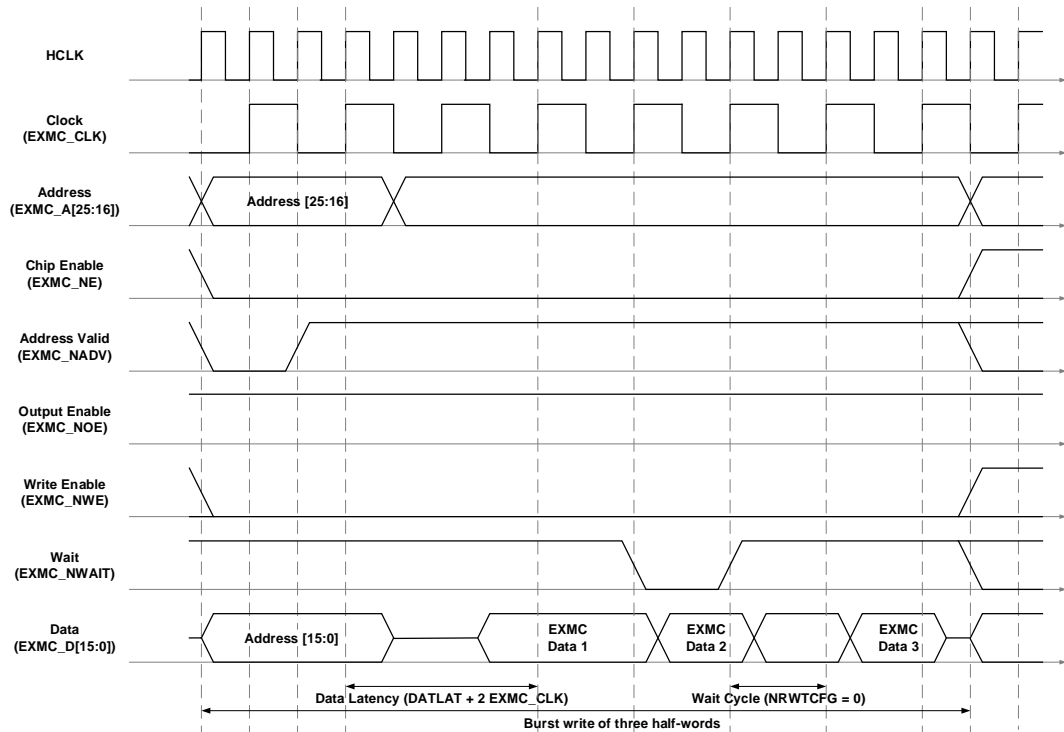 HCLK
Clock
(EXMC_CLK)
Address
(EXMC_A[25:16])
Address [25:16]
Chip Enable
(EXMC_NE)
Address Valid
(EXMC_NADV)
Output Enable
(EXMC_NOE)
Write Enable
(EXMC_NWE)
Wait
(EXMC_NWAIT)
Data
(EXMC_D[15:0])
Address [15:0]
EXMC
Data 1
EXMC
Data 2
EXMC
Data 3
Data Latency (DATLAT + 2 EXMC_CLK)
Wait Cycle (NRWTCFG = 0)
Burst write of three half-words